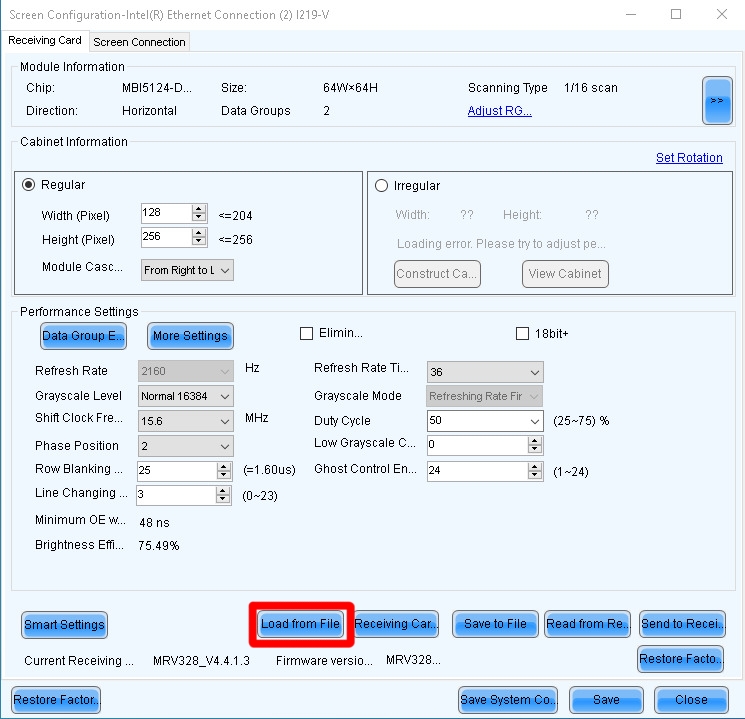 Screen Configuration-Intel(R) Ethernet Connection (2) I219-V
Receiving Card Screen Connection
Module Information
Chip: MBI5124-D... Size: 64W×64H Scanning Type 1/16 scan
Direction: Horizontal Data Groups 2 Adjust RG...
>>
Cabinet Information
Set Rotation
Regular Irregular
Width (Pixel) 128 <=204 Width: ?? Height: ??
Height (Pixel) 256 <=256 Loading error. Please try to adjust pe...
Module Casc... From Right to L Construct Ca... View Cabinet
Performance Settings
Data Group E... More Settings Elimin... 18bit+
Refresh Rate 2160 Hz Refresh Rate Ti... 36
Grayscale Level Normal 16384 Grayscale Mode Refreshing Rate Fir
Shift Clock Fre... 15.6 MHz Duty Cycle 50 (25~75) %
Phase Position 2 Low Grayscale C... 0
Row Blanking ... 25 (=1.60us) Ghost Control En... 24 (1~24)
Line Changing ... 3 (0~23)
Minimum OE w... 48 ns
Brightness Effi... 75.49%
Smart Settings Load from File Receiving Car... Save to File Read from Re... Send to Recei...
Current Receiving ... MRV328_V4.4.1.3 Firmware versio... MRV328... Restore Facto...
Restore Factor... Save System Co... Save Close